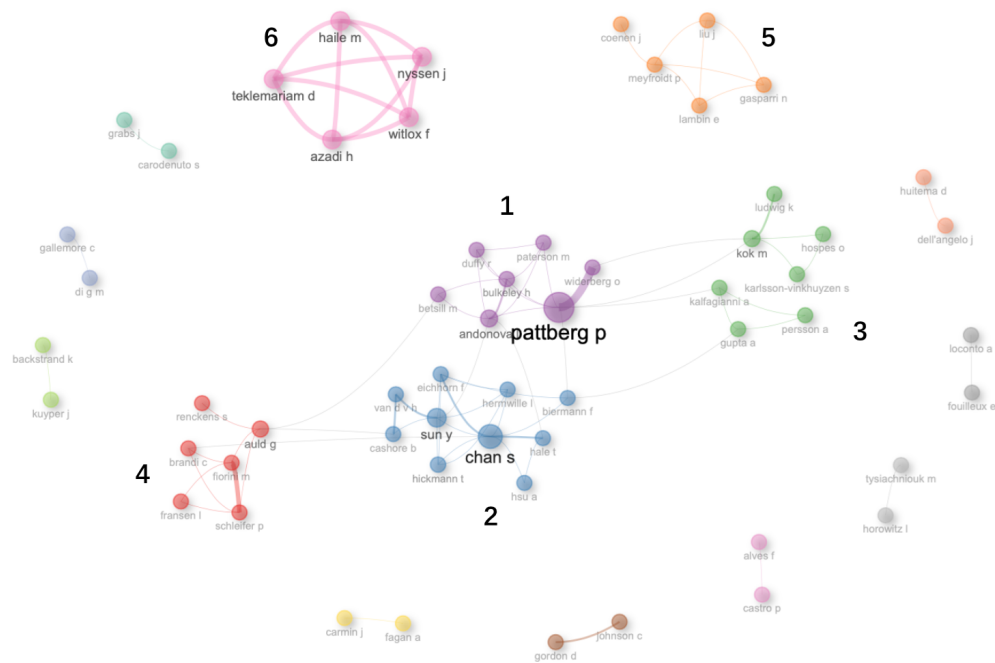 6
haile m
nyssen j
teklemariam d
witlox f
azadi h
5
coenen j
liu j
meyfroidt p
gasparri n
lambin e
grabs j
carodenuto s
huitema d
dell'angelo j
gallemore c
di g m
1
duffy r
paterson m
widerberg o
bulkeley h
betsill m
andonova l
pattberg p
ludwig k
kok m
hospes o
karlsson-vinkhuyzen s
kalfagianni a
persson a
gupta a
3
loconto a
fouilleux e
backstrand k
kuyper j
eichhorn f
van d v h
hermwille l
biermann f
sun y
cashore b
chan s
hale t
hickmann t
hsu a
2
renckens s
auld g
brandi c
fiorini m
4
fransen l
schleifer p
tysiachniouk m
horowitz l
alves f
castro p
carmin j
fagan a
johnson c
gordon d